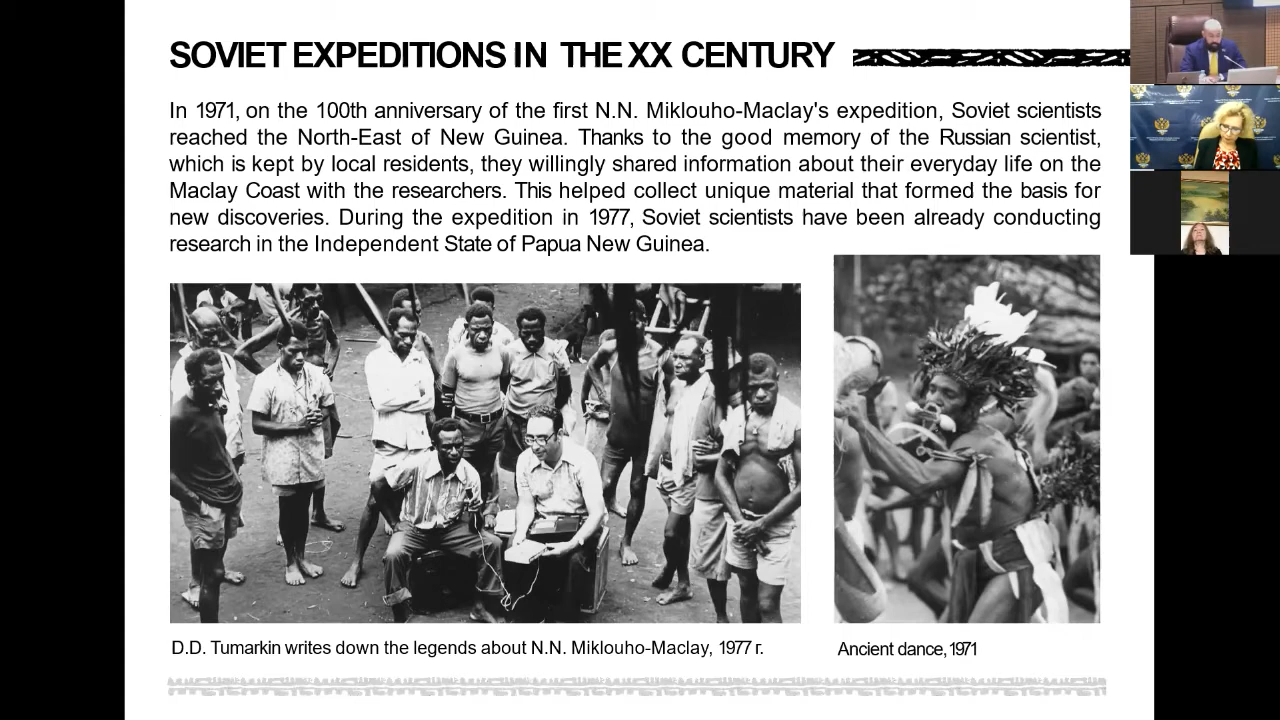 SOVIET EXPEDITIONS IN THE XX CENTURY
In 1971, on the 100th anniversary of the first N.N. Miklouho-Maclay's expedition, Soviet scientists
reached the North-East of New Guinea. Thanks to the good memory of the Russian scientist,
which is kept by local residents, they willingly shared information about their everyday life on the
Maclay Coast with the researchers. This helped collect unique material that formed the basis for
new discoveries. During the expedition in 1977, Soviet scientists have been already conducting
research in the Independent State of Papua New Guinea.
D.D. Tumarkin writes down the legends about N.N. Miklouho-Maclay, 1977 г.
Ancient dance, 1971